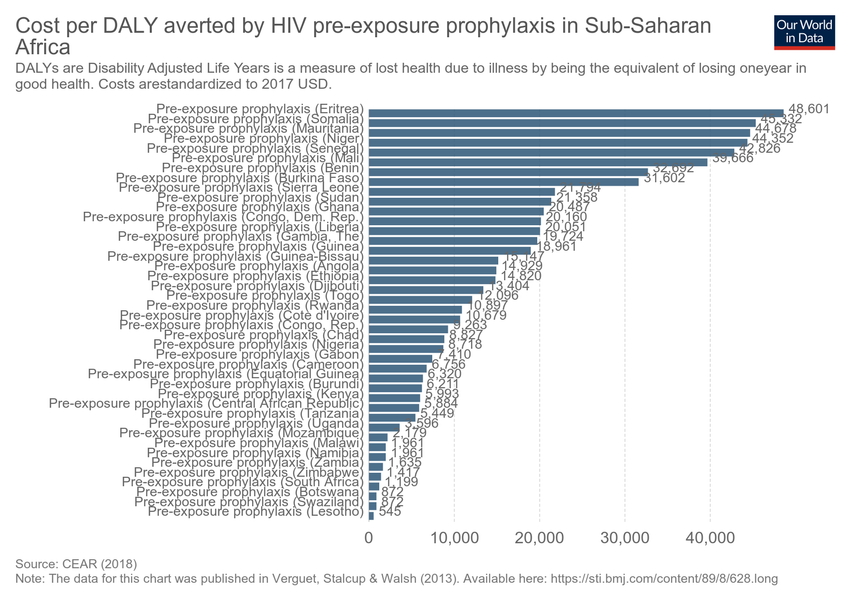 Cost per DALY averted by HIV pre-exposure prophylaxis in Sub-Saharan
Africa
Our World
in Data
DALYs are Disability Adjusted Life Years is a measure of lost health due to illness by being the equivalent of losing oneyear in
good health. Costs arestandardized to 2017 USD.
Pre-exposure prophylaxis (Eritrea) 48,601
Pre-exposure prophylaxis (Somalia) 45,332
Pre-exposure prophylaxis (Mauritania) 44,678
Pre-exposure prophylaxis (Niger) 44,352
Pre-exposure prophylaxis (Senegal) 42,826
Pre-exposure prophylaxis (Mali) 39,666
Pre-exposure prophylaxis (Benin) 32,692
Pre-exposure prophylaxis (Burkina Faso) 31,602
Pre-exposure prophylaxis (Sierra Leone) 21,794
Pre-exposure prophylaxis (Sudan) 21,358
Pre-exposure prophylaxis (Ghana) 20,487
Pre-exposure prophylaxis (Congo, Dem. Rep.) 20,160
Pre-exposure prophylaxis (Liberia) 20,051
Pre-exposure prophylaxis (Gambia, The) 19,724
Pre-exposure prophylaxis (Guinea) 18,961
Pre-exposure prophylaxis (Guinea-Bissau) 15,147
Pre-exposure prophylaxis (Angola) 14,929
Pre-exposure prophylaxis (Ethiopia) 14,820
Pre-exposure prophylaxis (Djibouti) 13,404
Pre-exposure prophylaxis (Togo) 12,096
Pre-exposure prophylaxis (Rwanda) 10,897
Pre-exposure prophylaxis (Cote d'Ivoire) 10,679
Pre-exposure prophylaxis (Congo, Rep.) 9,263
Pre-exposure prophylaxis (Chad) 8,827
Pre-exposure prophylaxis (Nigeria) 8,718
Pre-exposure prophylaxis (Gabon) 7,410
Pre-exposure prophylaxis (Cameroon) 6,756
Pre-exposure prophylaxis (Equatorial Guinea) 6,320
Pre-exposure prophylaxis (Burundi) 6,211
Pre-exposure prophylaxis (Kenya) 5,993
Pre-exposure prophylaxis (Central African Republic) 5,884
Pre-exposure prophylaxis (Tanzania) 5,449
Pre-exposure prophylaxis (Uganda) 3,596
Pre-exposure prophylaxis (Mozambique) 2,179
Pre-exposure prophylaxis (Malawi) 1,961
Pre-exposure prophylaxis (Namibia) 1,961
Pre-exposure prophylaxis (Zambia) 1,635
Pre-exposure prophylaxis (Zimbabwe) 1,417
Pre-exposure prophylaxis (South Africa) 1,199
Pre-exposure prophylaxis (Botswana) 872
Pre-exposure prophylaxis (Swaziland) 872
Pre-exposure prophylaxis (Lesotho) 545
0 10,000 20,000 30,000 40,000
Source: CEAR (2018)
Note: The data for this chart was published in Verguet, Stalcup & Walsh (2013). Available here: https://sti.bmj.com/content/89/8/628.long